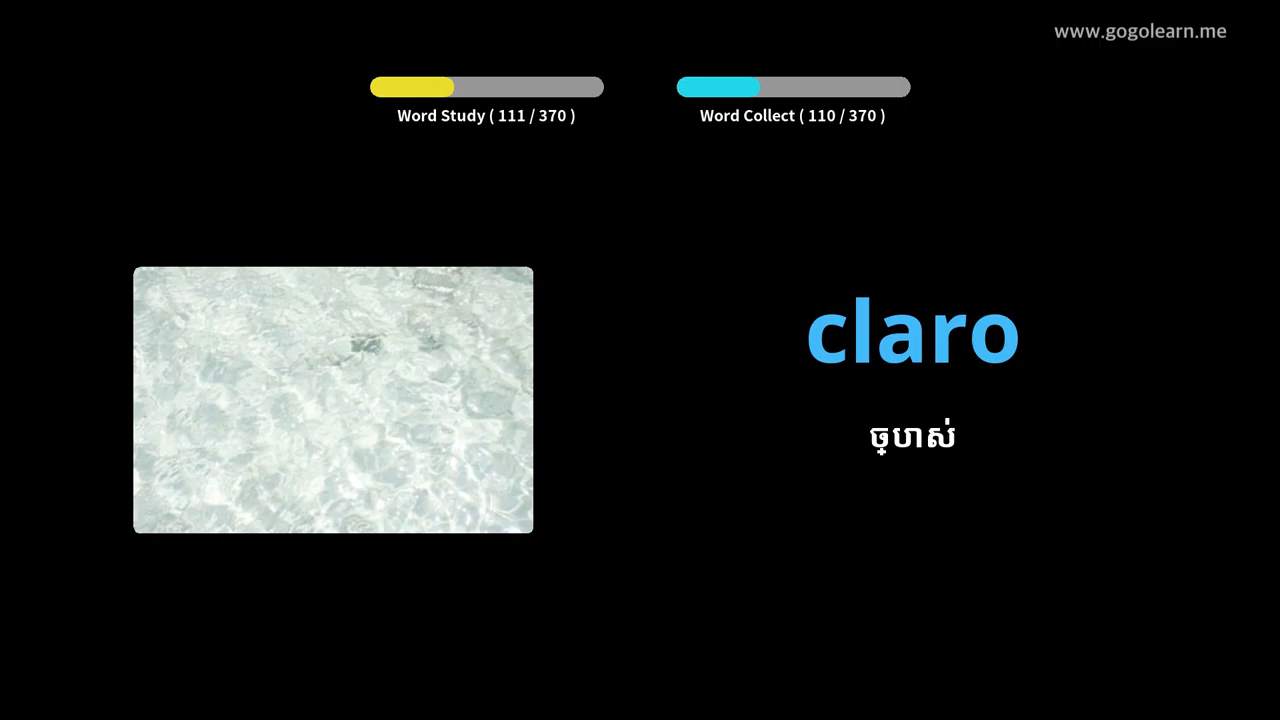 www.gogolearn.me
Word Study ( 111 / 370 )
Word Collect ( 110 / 370 )
claro
ច្បាស់